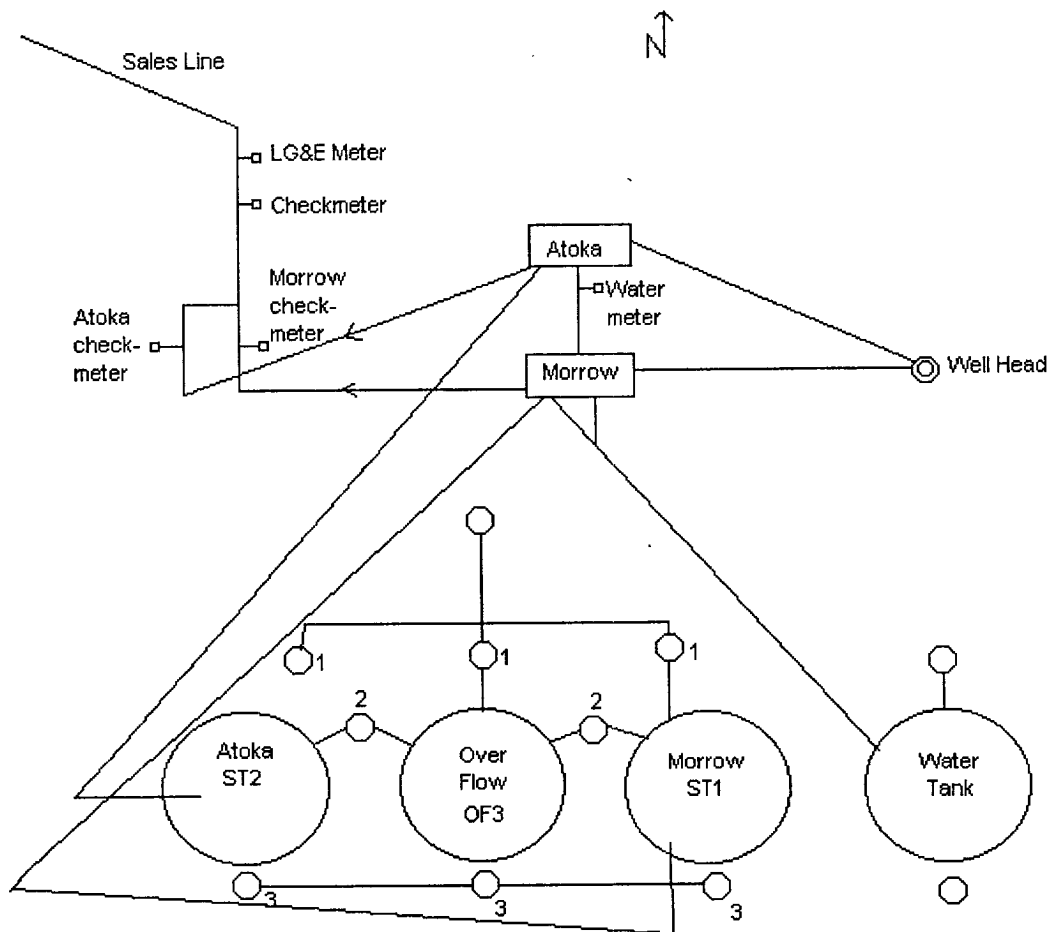 N
Sales Line
LG&E Meter
Checkmeter
Atoka
Morrow
check-
meter
Water
meter
Atoka
check-
meter
Morrow
Well Head
1
1
1
2
2
Atoka
ST2
Over
Flow
OF3
Morrow
ST1
Water
Tank
3
3
3